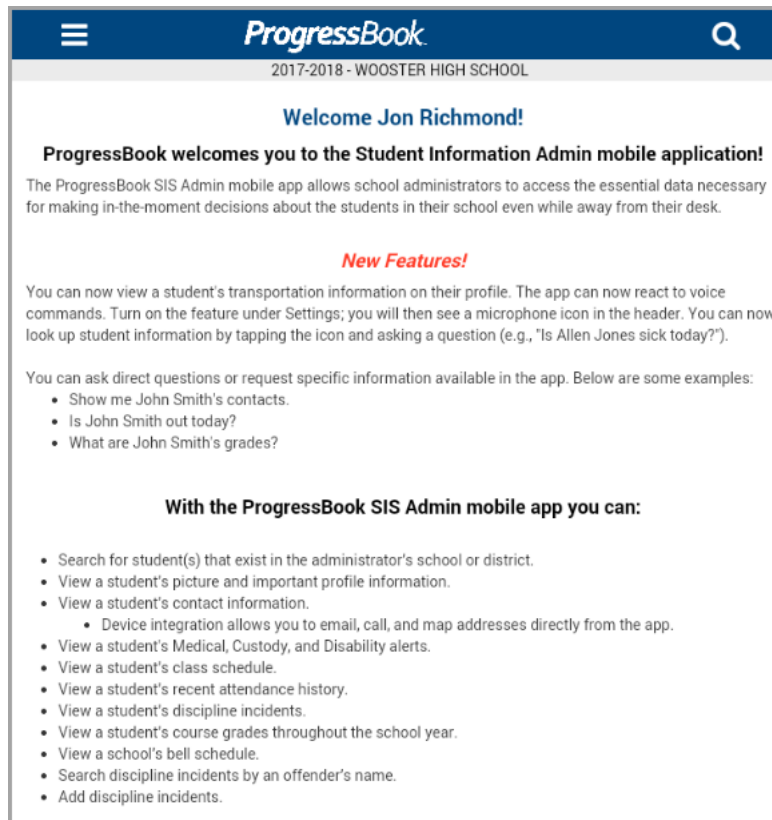 ProgressBook
2017-2018 - WOOSTER HIGH SCHOOL
Welcome Jon Richmond!
ProgressBook welcomes you to the Student Information Admin mobile application!
The ProgressBook SIS Admin mobile app allows school administrators to access the essential data necessary
for making in-the-moment decisions about the students in their school even while away from their desk.
New Features!
You can now view a student's transportation information on their profile. The app can now react to voice
commands. Turn on the feature under Settings; you will then see a microphone icon in the header. You can now
look up student information by tapping the icon and asking a question (e.g., "Is Allen Jones sick today?").
You can ask direct questions or request specific information available in the app. Below are some examples:
• Show me John Smith's contacts.
• Is John Smith out today?
• What are John Smith's grades?
With the ProgressBook SIS Admin mobile app you can:
• Search for student(s) that exist in the administrator's school or district.
• View a student's picture and important profile information.
• View a student's contact information.
• Device integration allows you to email, call, and map addresses directly from the app.
• View a student's Medical, Custody, and Disability alerts.
• View a student's class schedule.
• View a student's recent attendance history.
• View a student's discipline incidents.
• View a student's course grades throughout the school year.
• View a school's bell schedule.
• Search discipline incidents by an offender's name.
• Add discipline incidents.